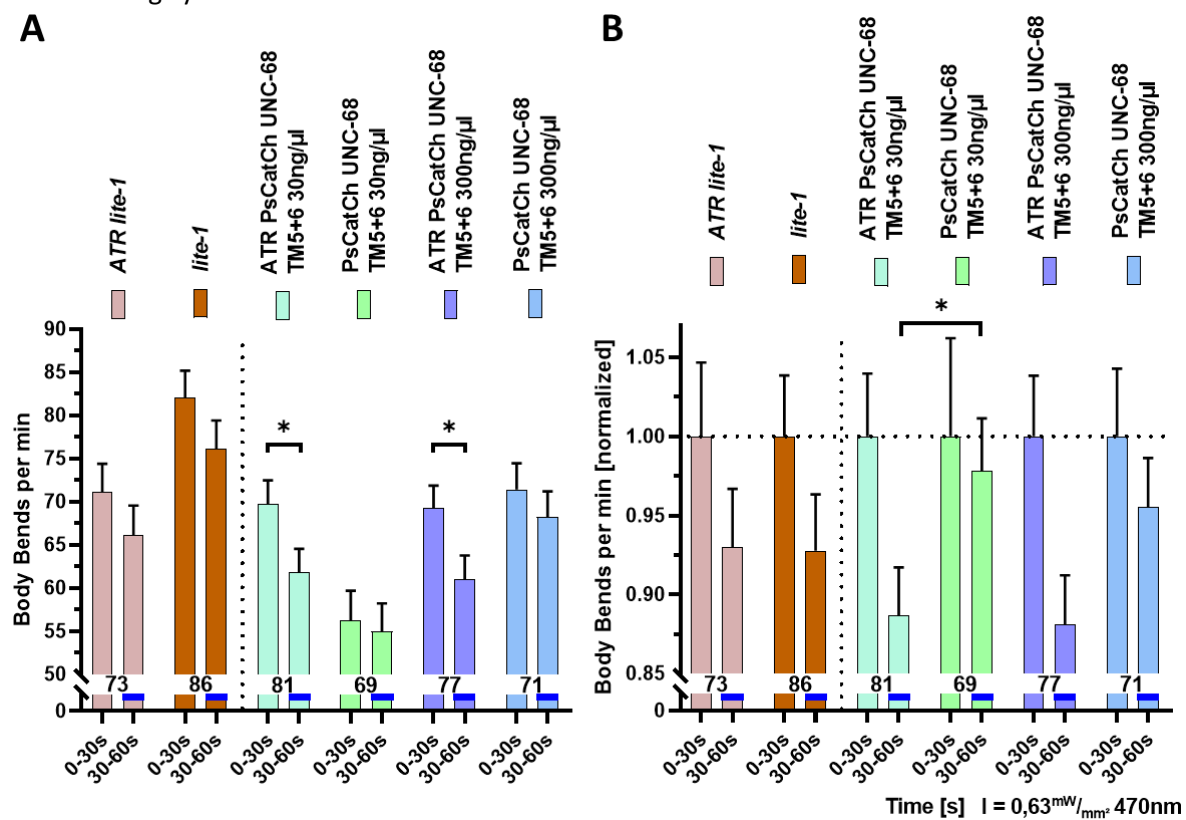 A
ATR lite-1
lite-1
ATR PsCatCh UNC-68
TM5+6 30ng/µl
PsCatCh UNC-68
TM5+6 30ng/µl
ATR PsCatCh UNC-68
TM5+6 300ng/µl
PsCatCh UNC-68
TM5+6 300ng/µl
Body Bends per min
90
85
80
75
70
65
60
55
50
0
*
*
73
86
81
69
77
71
0-30s
30-60s
0-30s
30-60s
0-30s
30-60s
0-30s
30-60s
0-30s
30-60s
0-30s
30-60s
B
ATR lite-1
lite-1
ATR PsCatCh UNC-68
TM5+6 30ng/µl
PsCatCh UNC-68
TM5+6 30ng/µl
ATR PsCatCh UNC-68
TM5+6 300ng/µl
PsCatCh UNC-68
TM5+6 300ng/µl
Body Bends per min [normalized]
1.05
1.00
0.95
0.90
0.85
0
*
73
86
81
69
77
71
0-30s
30-60s
0-30s
30-60s
0-30s
30-60s
0-30s
30-60s
0-30s
30-60s
0-30s
30-60s
Time [s] I = 0,63mW/mm² 470nm